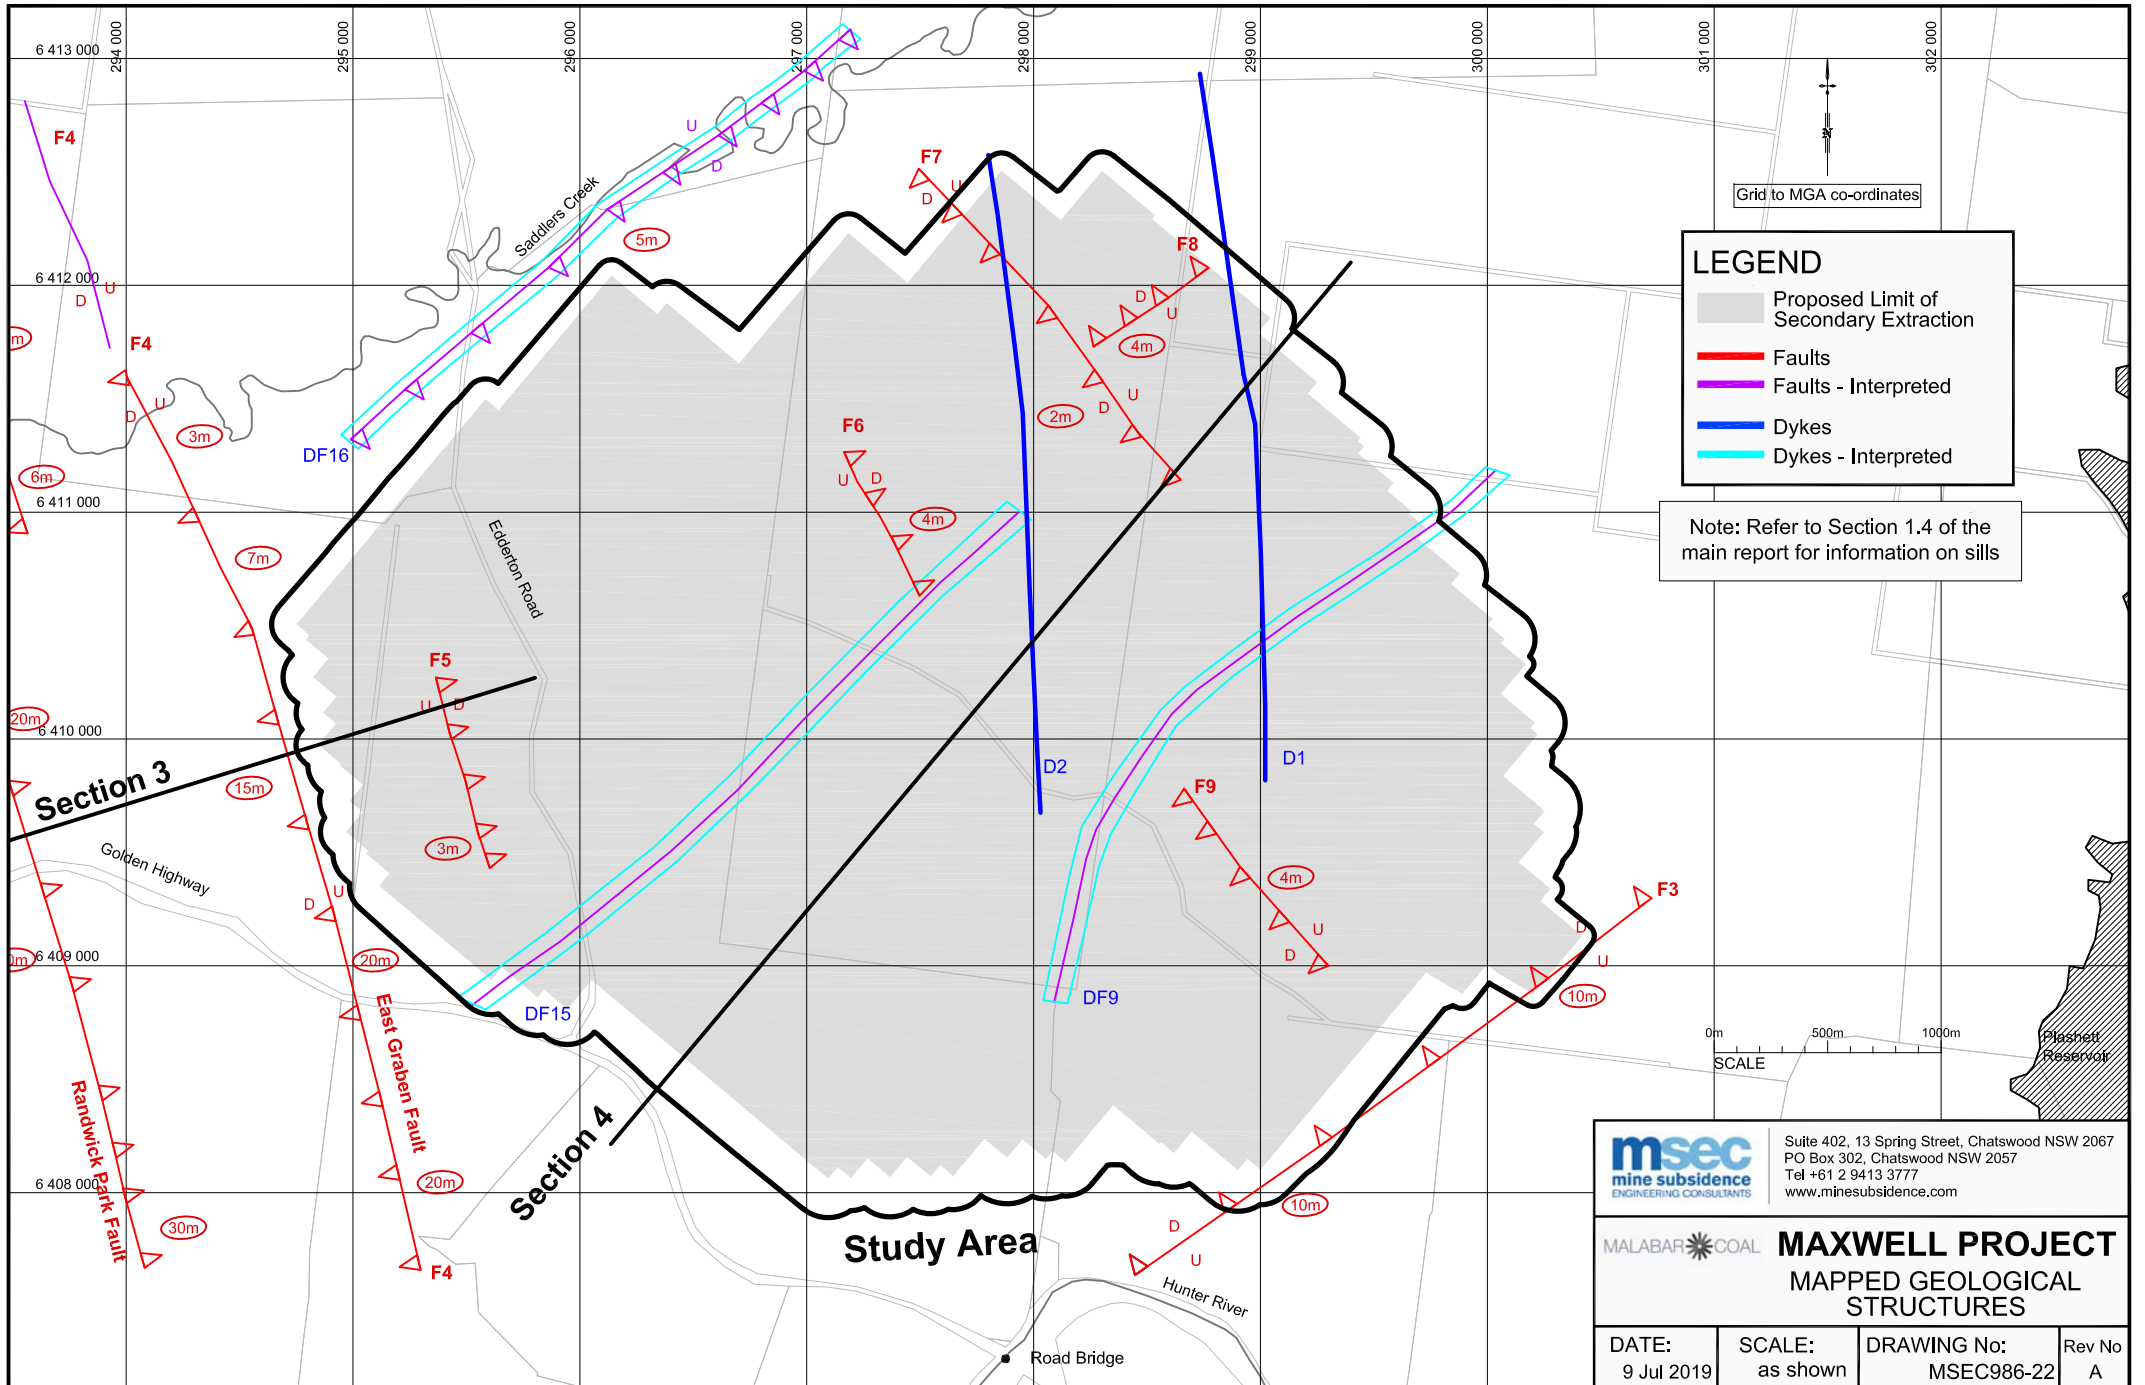 294 000
295 000
296 000
297 000
298 000
299 000
300 000
301 000
302 000
6 413 000
6 412 000
6 411 000
6 410 000
6 409 000
6 408 000
F4
D
U
F4
D
U
3m
m
6m
7m
20m
15m
0m
D
U
20m
20m
30m
F4
East Graben Fault
Randwick Park Fault
Golden Highway
Section 3
Saddlers Creek
U
D
5m
DF16
Edderton Road
F5
U
D
3m
F6
U
D
4m
F7
U
D
F8
D
U
4m
2m
U
D
D2
D1
F9
4m
U
D
F3
D
U
10m
10m
D
U
DF15
DF9
Section 4
Study Area
Hunter River
Road Bridge
N
Grid to MGA co-ordinates
LEGEND
Proposed Limit of
Secondary Extraction
Faults
Faults - Interpreted
Dykes
Dykes - Interpreted
Note: Refer to Section 1.4 of the
main report for information on sills
0m
500m
1000m
SCALE
Plashett
Reservoir
msec
mine subsidence
ENGINEERING CONSULTANTS
Suite 402, 13 Spring Street, Chatswood NSW 2067
PO Box 302, Chatswood NSW 2057
Tel +61 2 9413 3777
www.minesubsidence.com
MALABAR COAL
MAXWELL PROJECT
MAPPED GEOLOGICAL
STRUCTURES
DATE:
9 Jul 2019
SCALE:
as shown
DRAWING No:
MSEC986-22
Rev No
A